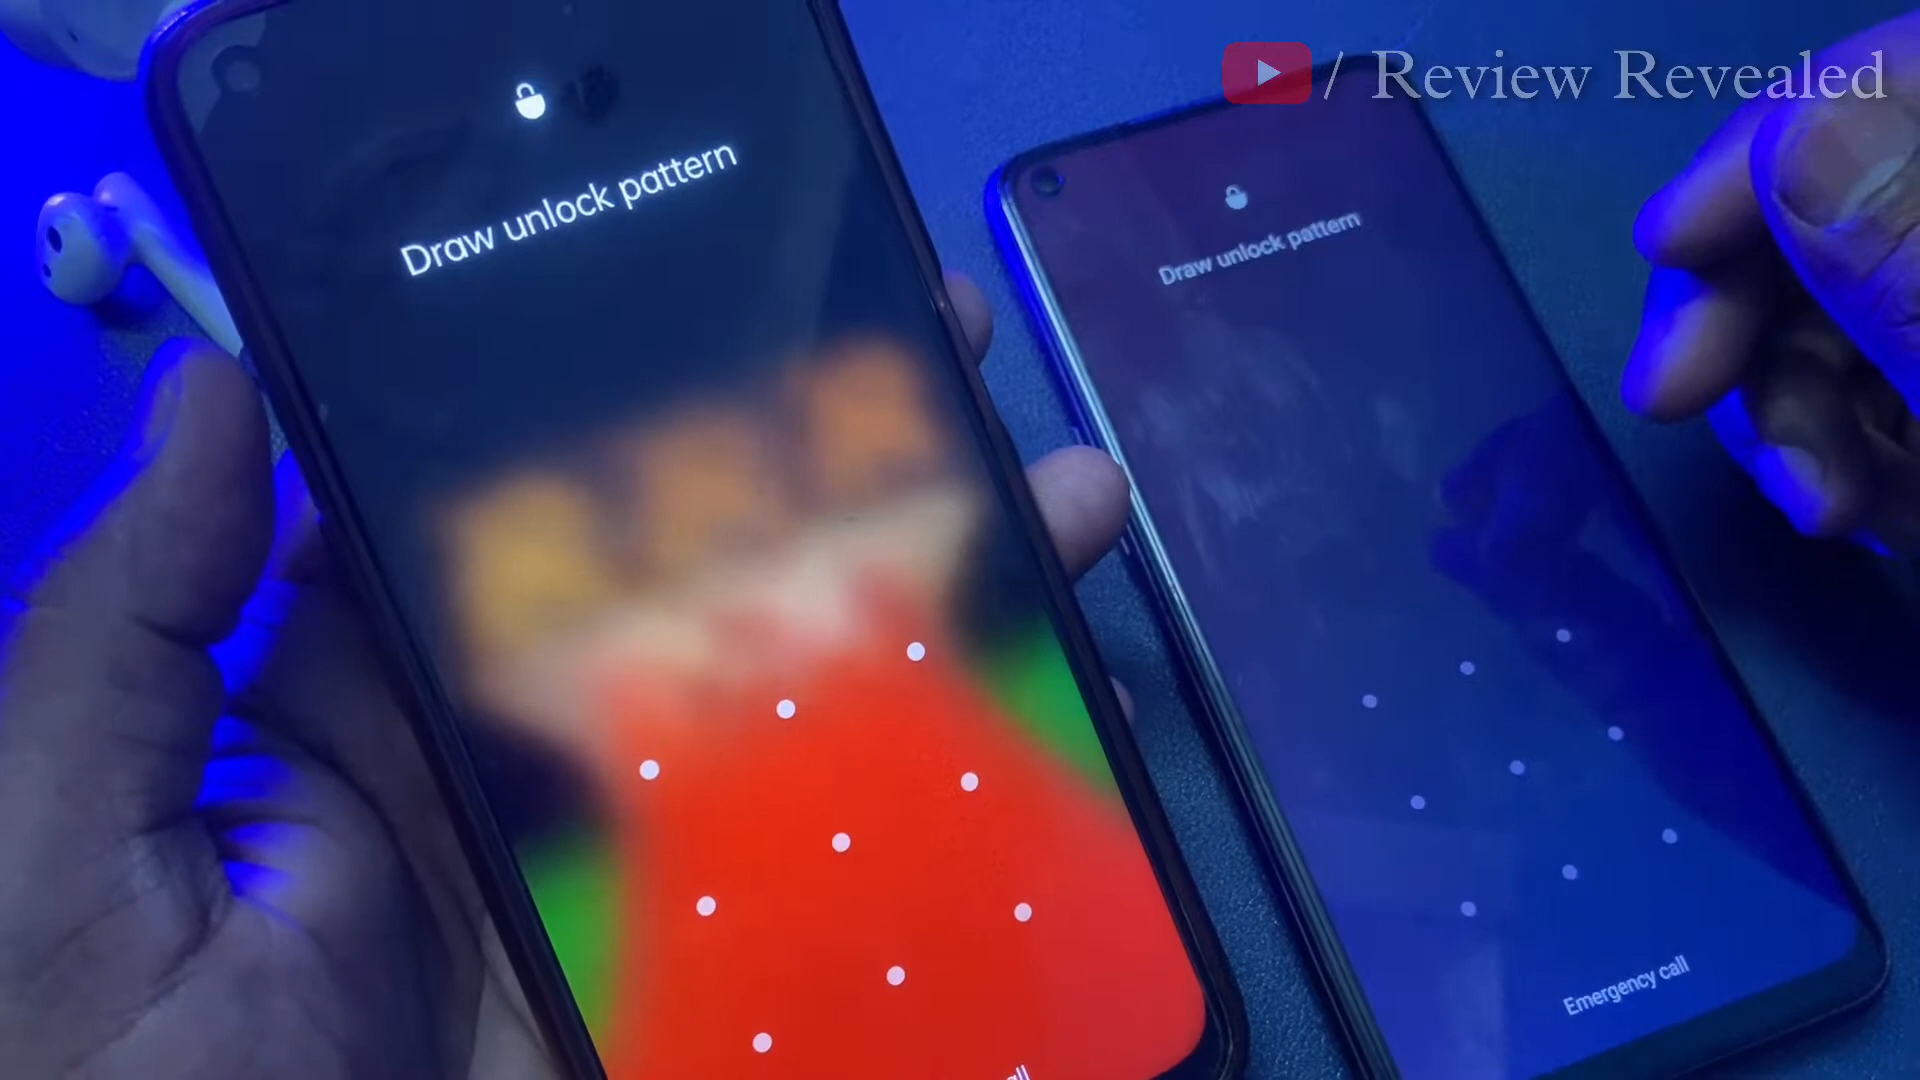 / Review Revealed
Draw unlock pattern
Draw unlock pattern
Emergency call